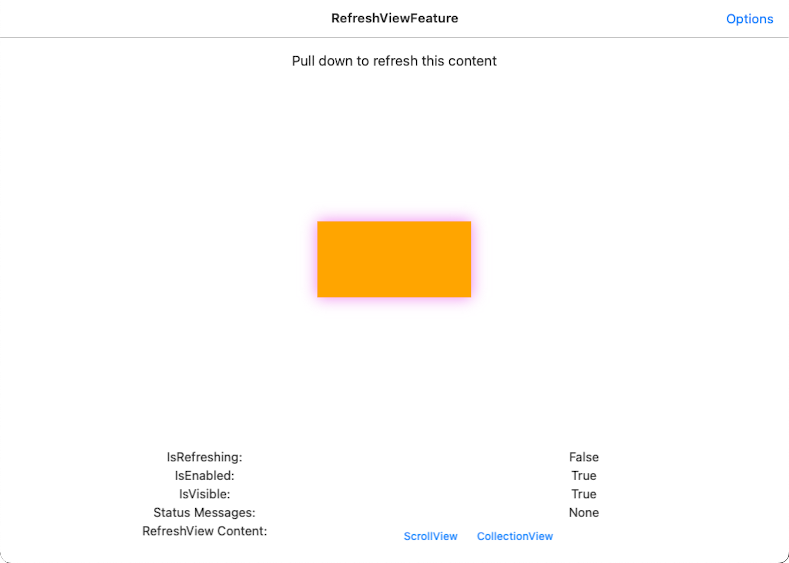 RefreshViewFeature
Options
Pull down to refresh this content
IsRefreshing: False
IsEnabled: True
IsVisible: True
Status Messages: None
RefreshView Content: ScrollView CollectionView